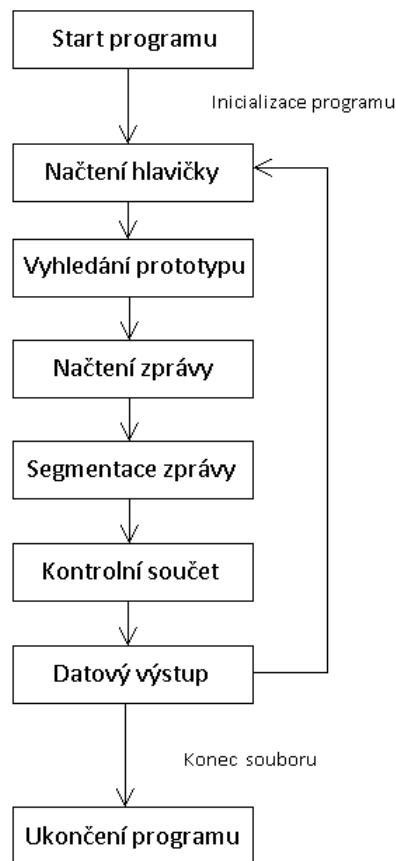 Start programu
Inicializace programu
Načtení hlavičky
Vyhledání prototypu
Načtení zprávy
Segmentace zprávy
Kontrolní součet
Datový výstup
Konec souboru
Ukončení programu